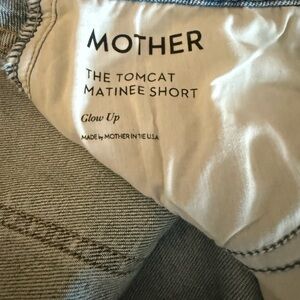 MOTHER
THE TOMCAT
MATINEE SHORT
Glow Up
MADE by MOTHER IN THE U.S.A.